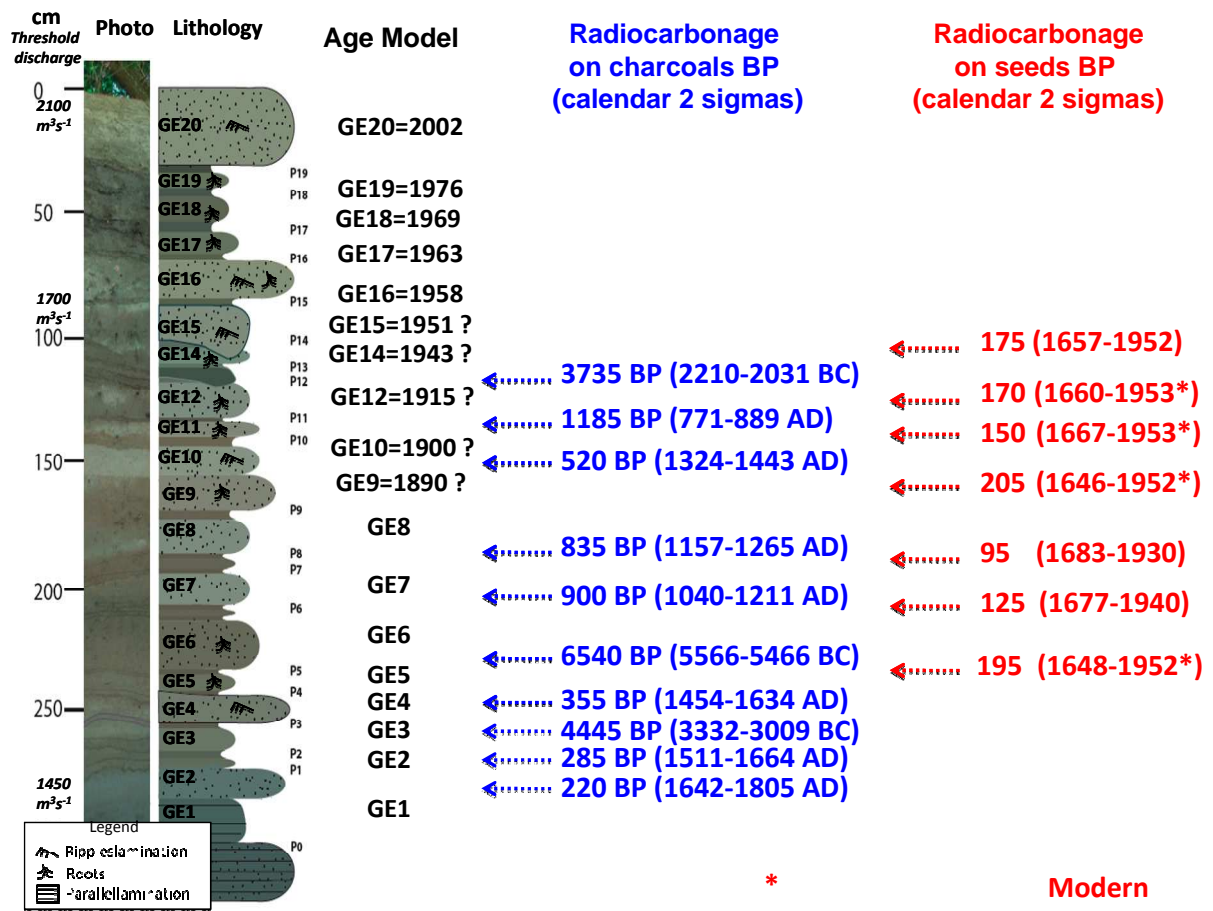 cm
Threshold
discharge
Photo
Lithology
Age Model
Radiocarbonage
on charcoals BP
(calendar 2 sigmas)
Radiocarbonage
on seeds BP
(calendar 2 sigmas)
0
2100
m³s⁻¹
50
1700
m³s⁻¹
100
150
200
250
1450
m³s⁻¹
GE20
GE19
GE18
GE17
GE16
GE15
GE14
GE12
GE11
GE10
GE9
GE8
GE7
GE6
GE5
GE4
GE3
GE2
GE1
P19
P18
P17
P16
P15
P14
P13
P12
P11
P10
P9
P8
P7
P6
P5
P4
P3
P2
P1
P0
GE20=2002
GE19=1976
GE18=1969
GE17=1963
GE16=1958
GE15=1951 ?
GE14=1943 ?
GE12=1915 ?
GE10=1900 ?
GE9=1890 ?
GE8
GE7
GE6
GE5
GE4
GE3
GE2
GE1
3735 BP (2210-2031 BC)
1185 BP (771-889 AD)
520 BP (1324-1443 AD)
835 BP (1157-1265 AD)
900 BP (1040-1211 AD)
6540 BP (5566-5466 BC)
355 BP (1454-1634 AD)
4445 BP (3332-3009 BC)
285 BP (1511-1664 AD)
220 BP (1642-1805 AD)
175 (1657-1952)
170 (1660-1953*)
150 (1667-1953*)
205 (1646-1952*)
95 (1683-1930)
125 (1677-1940)
195 (1648-1952*)
* Modern
Legend
Roots